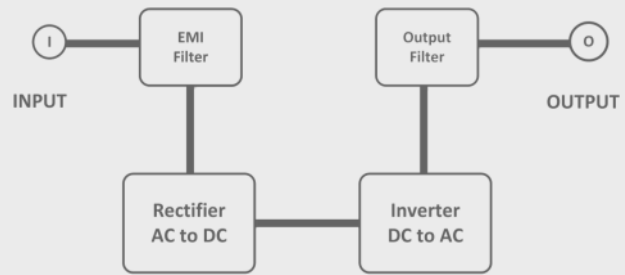 I
EMI
Filter
Output
Filter
O
INPUT
OUTPUT
Rectifier
AC to DC
Inverter
DC to AC